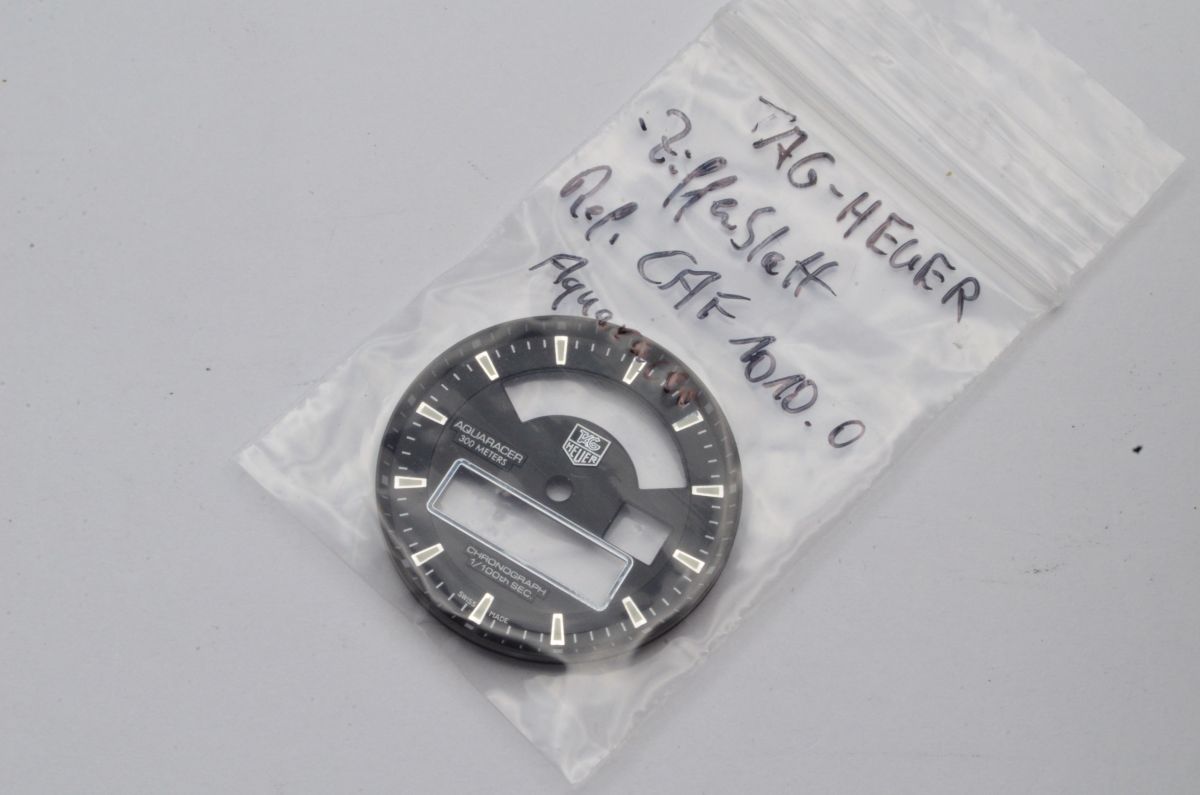 TAG-HEUER
Zifferblatt
Ref. CAF 1010.0
Aquaracer
TAG
HEUER
AQUARACER
300 METERS
CHRONOGRAPH
1/100th SEC.
SWISS MADE